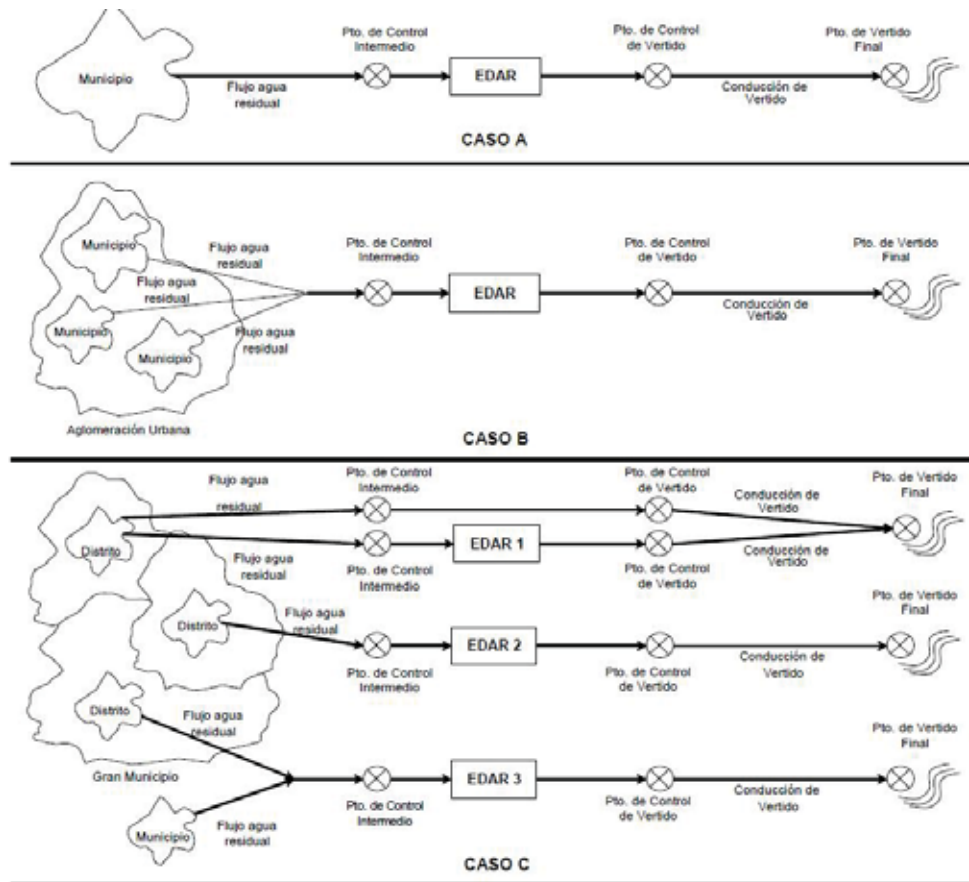 Pto. de Control
Intermedio
Pto. de Control
de Vertido
Pto. de Vertido
Final
Municipio
Flujo agua
residual
EDAR
Conducción de
Vertido
CASO A
Municipio
Flujo agua
residual
Pto. de Control
Intermedio
Pto. de Control
de Vertido
Pto. de Vertido
Final
Flujo agua
residual
EDAR
Municipio
Flujo agua
residual
Conducción de
Vertido
Municipio
Aglomeración Urbana
CASO B
Flujo agua
residual
Pto. de Control
Intermedio
Pto. de Control
de Vertido
Conducción de
Vertido
Pto. de Vertido
Final
Distrito
Flujo agua
residual
EDAR 1
Pto. de Control
Intermedio
Pto. de Control
de Vertido
Conducción de
Vertido
Distrito
Flujo agua
residual
EDAR 2
Pto. de Control
Intermedio
Pto. de Control
de Vertido
Conducción de
Vertido
Pto. de Vertido
Final
Distrito
Flujo agua
residual
Gran Municipio
EDAR 3
Pto. de Control
Intermedio
Pto. de Control
de Vertido
Conducción de
Vertido
Pto. de Vertido
Final
Flujo agua
residual
Municipio
CASO C